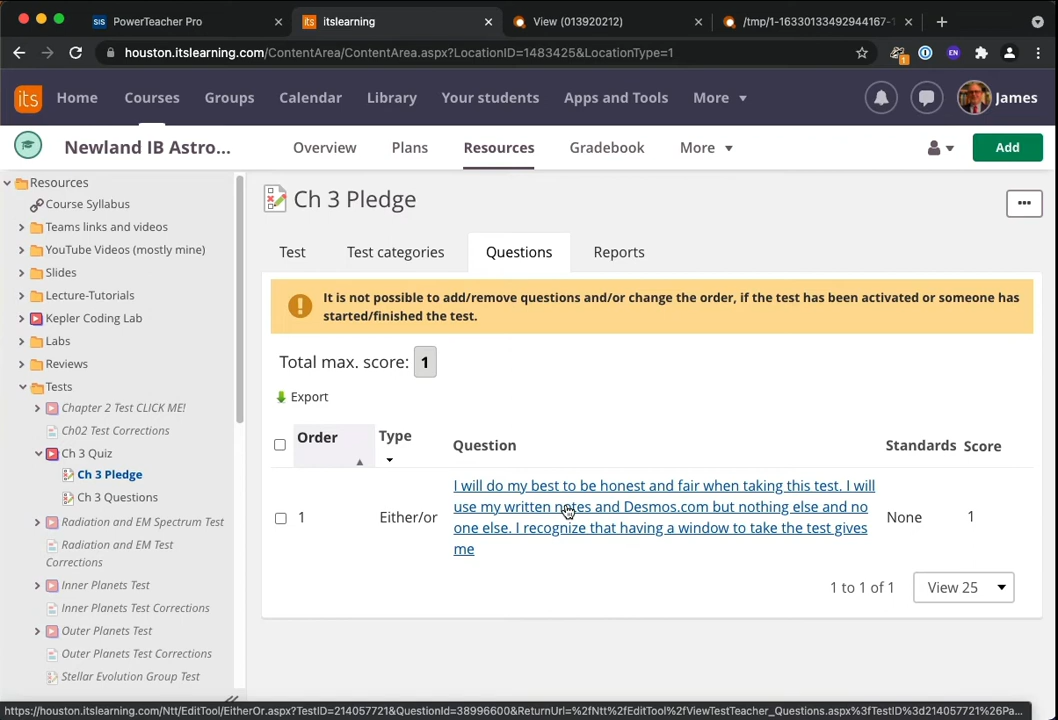 SIS PowerTeacher Pro ×
its itslearning ×
View (013920212) ×
/tmp/1-16330133492944167-1 ×
houston.itslearning.com/ContentArea/ContentArea.aspx?LocationID=1483425&LocationType=1
1
EN
its Home Courses Groups Calendar Library Your students Apps and Tools More James
Newland IB Astro... Overview Plans Resources Gradebook More Add
Resources
Course Syllabus
Teams links and videos
YouTube Videos (mostly mine)
Slides
Lecture-Tutorials
Kepler Coding Lab
Labs
Reviews
Tests
Chapter 2 Test CLICK ME!
Ch02 Test Corrections
Ch 3 Quiz
Ch 3 Pledge
Ch 3 Questions
Radiation and EM Spectrum Test
Radiation and EM Test
Corrections
Inner Planets Test
Inner Planets Test Corrections
Outer Planets Test
Outer Planets Test Corrections
Stellar Evolution Group Test
Ch 3 Pledge
...
Test Test categories Questions Reports
It is not possible to add/remove questions and/or change the order, if the test has been activated or someone has
started/finished the test.
Total max. score: 1
Export
Order Type Question Standards Score
1 Either/or
I will do my best to be honest and fair when taking this test. I will
use my written notes and Desmos.com but nothing else and no
one else. I recognize that having a window to take the test gives
me
None 1
1 to 1 of 1 View 25
https://houston.itslearning.com/Ntt/EditTool/EitherOr.aspx?TestID=214057721&QuestionId=38996600&ReturnUrl=%2fNtt%2fEditTool%2fViewTestTeacher_Questions.aspx%3fTestID%3d214057721%26Pa...